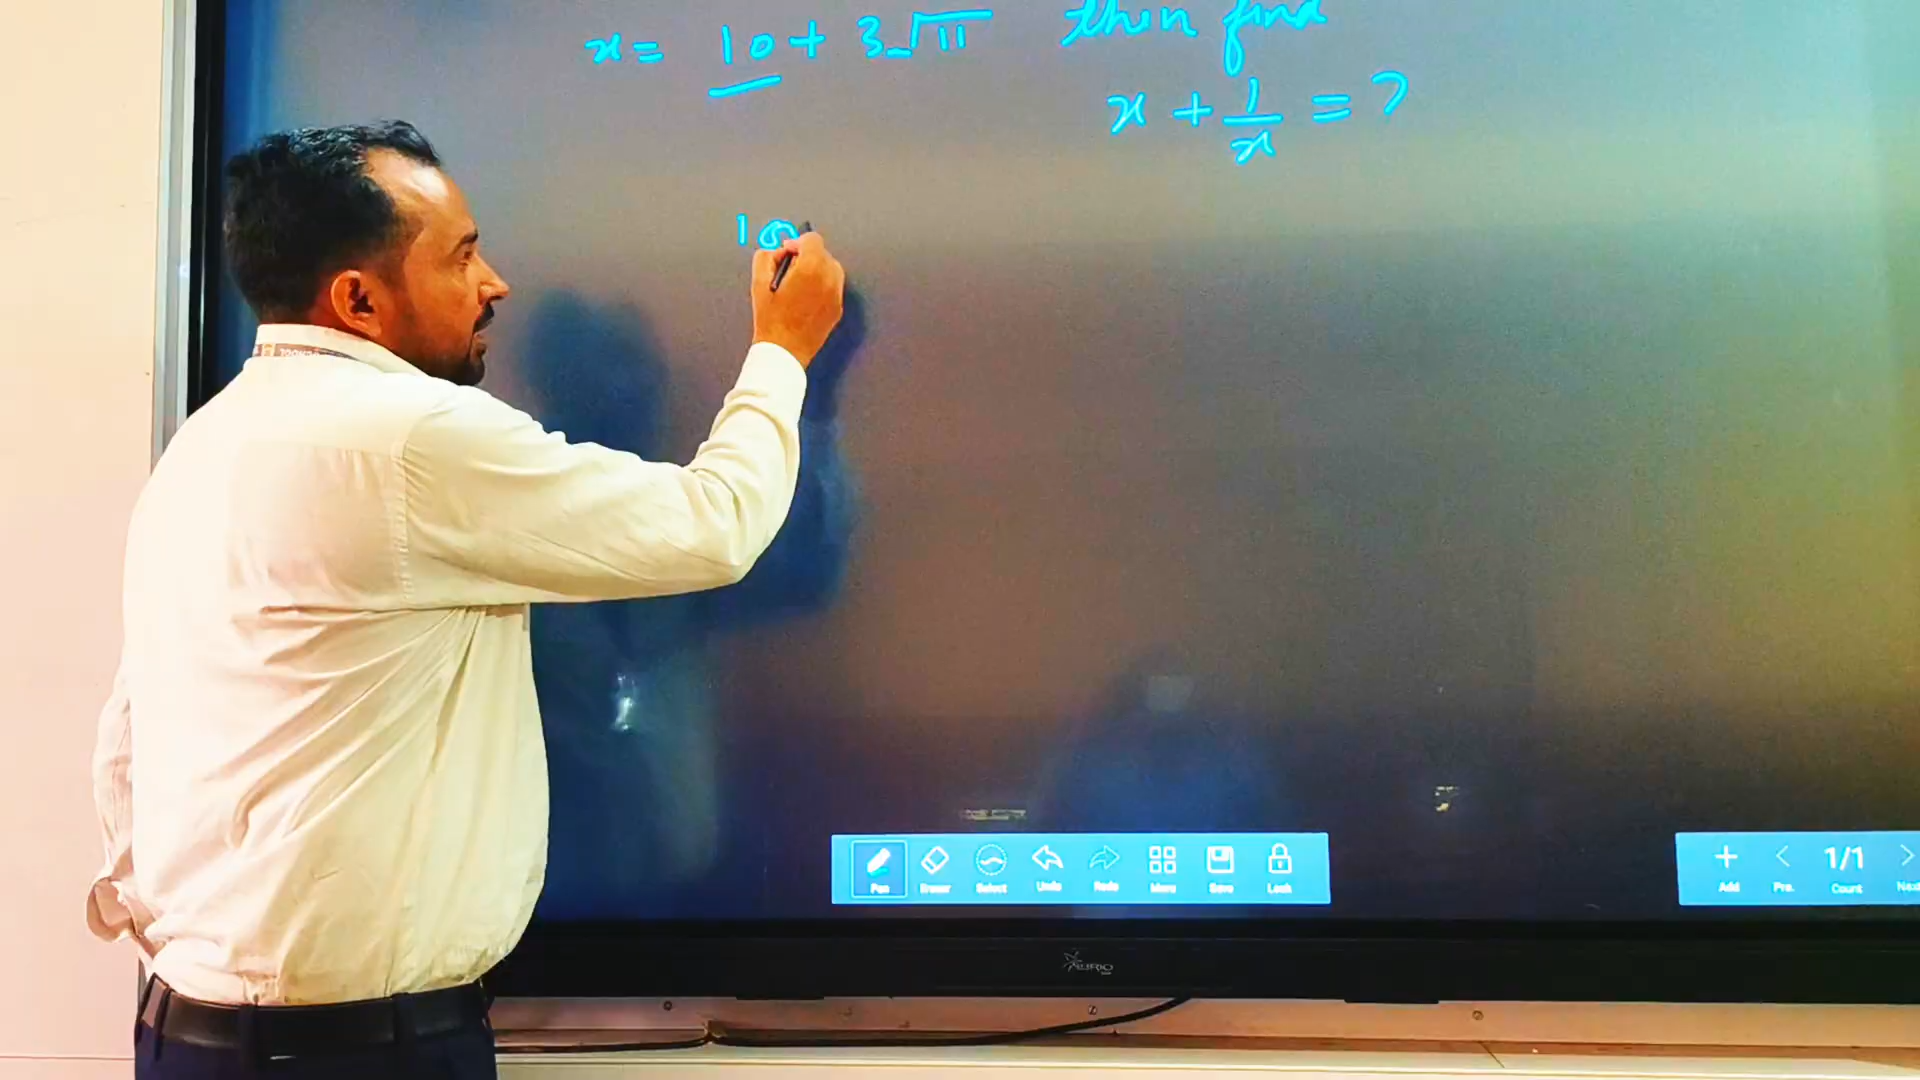 x = 10 + 3√11 then find
x + 1/x = ?
10
Pen Eraser Select Undo Redo Menu Save Lock
Add Pre. 1/1 Count Next